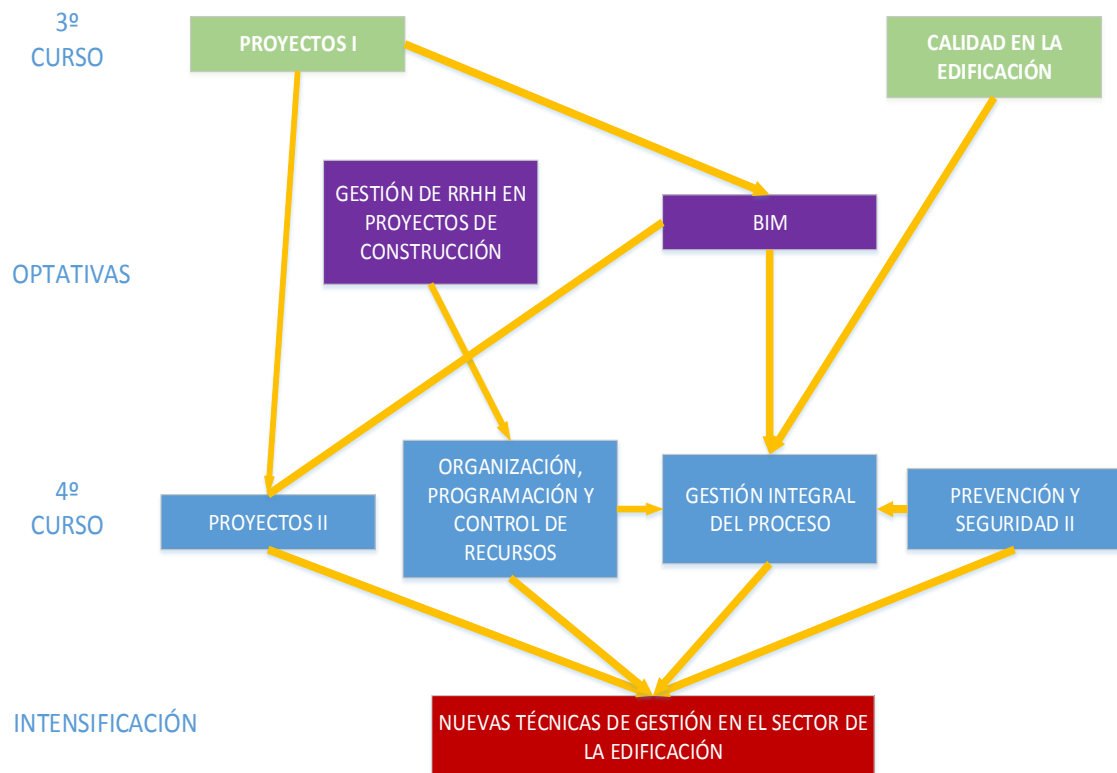 3º
CURSO
PROYECTOS I
CALIDAD EN LA
EDIFICACIÓN
OPTATIVAS
GESTIÓN DE RRHH EN
PROYECTOS DE
CONSTRUCCIÓN
BIM
4º
CURSO
PROYECTOS II
ORGANIZACIÓN,
PROGRAMACIÓN Y
CONTROL DE
RECURSOS
GESTIÓN INTEGRAL
DEL PROCESO
PREVENCIÓN Y
SEGURIDAD II
INTENSIFICACIÓN
NUEVAS TÉCNICAS DE GESTIÓN EN EL SECTOR DE
LA EDIFICACIÓN